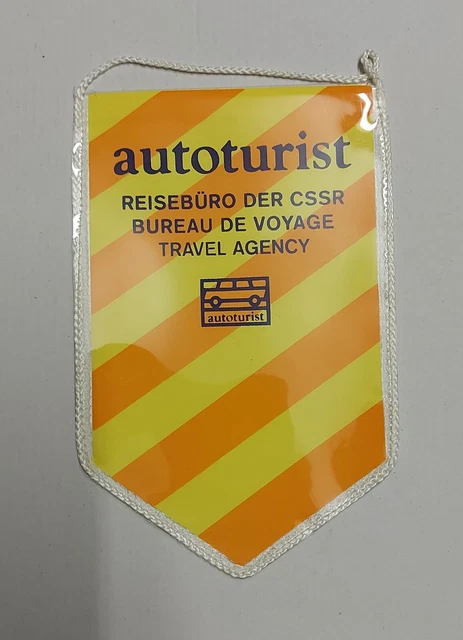 autoturist
REISEBÜRO DER CSSR
BUREAU DE VOYAGE
TRAVEL AGENCY
autoturist